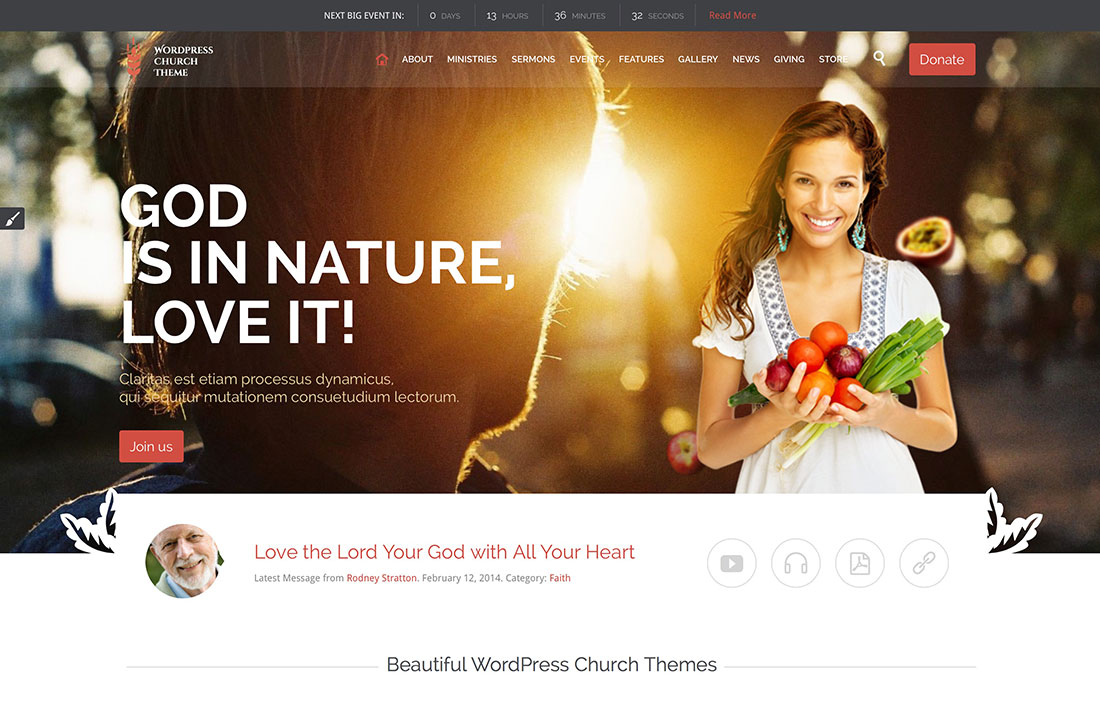 NEXT BIG EVENT IN: 0 DAYS 13 HOURS 36 MINUTES 32 SECONDS Read More
WORDPRESS
CHURCH
THEME
ABOUT MINISTRIES SERMONS EVENTS FEATURES GALLERY NEWS GIVING STORE Donate
GOD
IS IN NATURE,
LOVE IT!
Claritas est etiam processus dynamicus,
qui sequitur mutationem consuetudium lectorum.
Join us
Love the Lord Your God with All Your Heart
Latest Message from Rodney Stratton. February 12, 2014. Category: Faith
Beautiful WordPress Church Themes